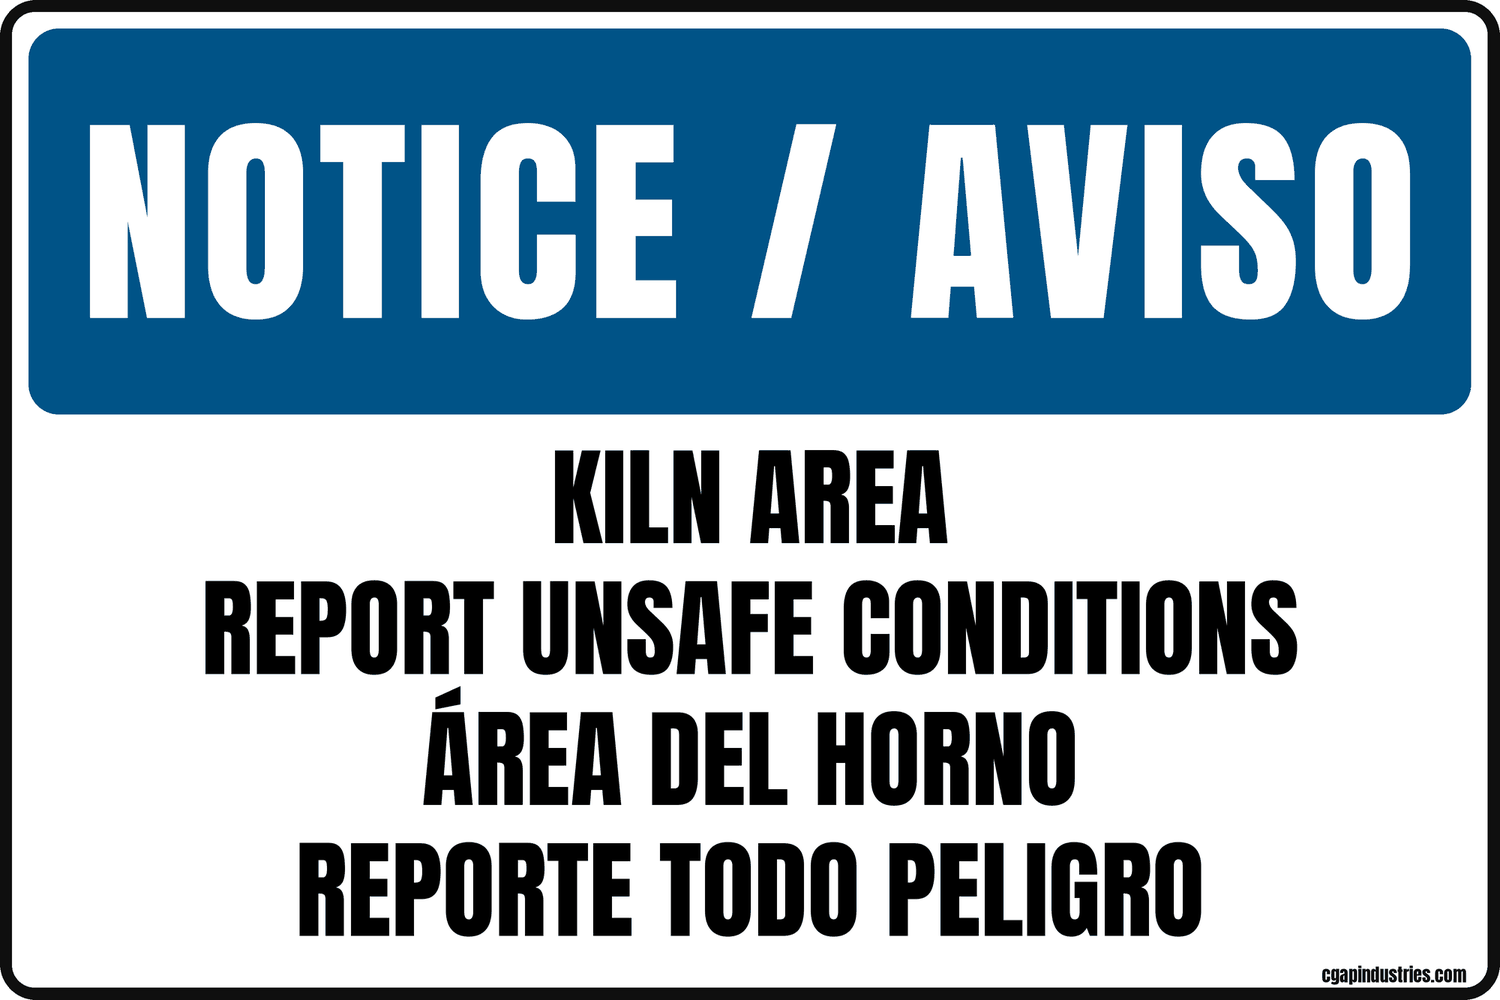 NOTICE / AVISO
KILN AREA
REPORT UNSAFE CONDITIONS
ÁREA DEL HORNO
REPORTE TODO PELIGRO
cgapindustries.com